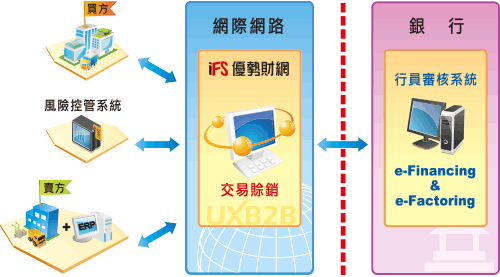 買方
風險控管系統
賣方
ERP
網際網路
iFS 優勢財網
交易賒銷
UXB2B
銀 行
行員審核系統
e-Financing
&
e-Factoring